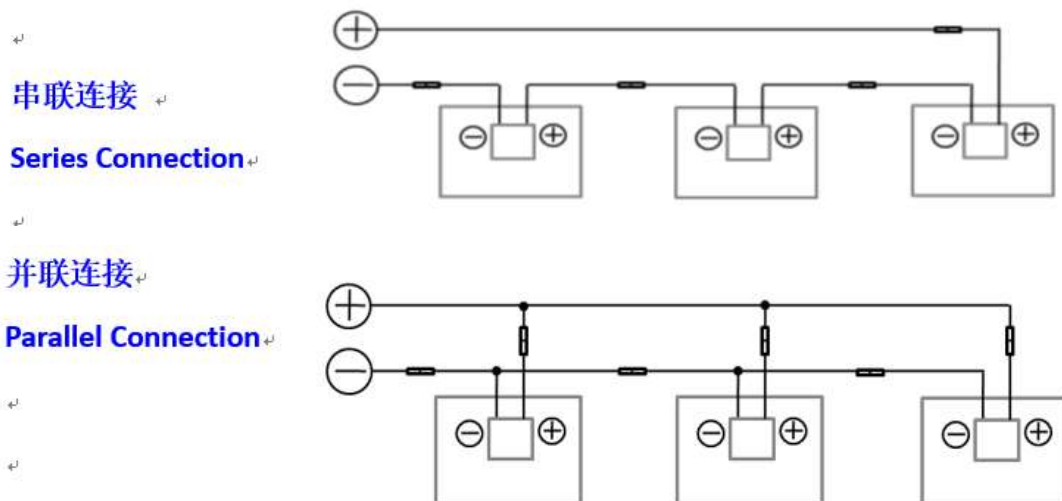 串联连接
Series Connection
并联连接
Parallel Connection